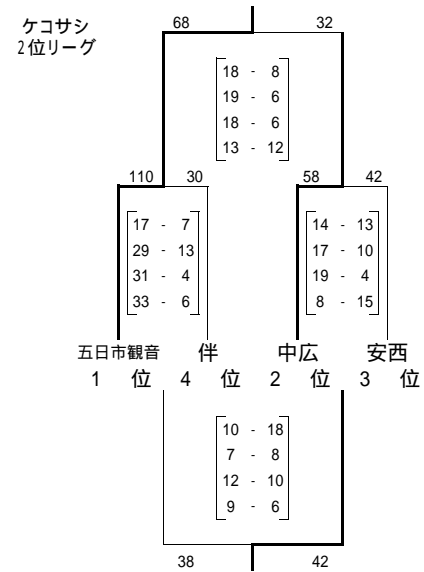 ケコサシ
2位リーグ
68 32
18 - 8
19 - 6
18 - 6
13 - 12
110 30 58 42
17 - 7 14 - 13
29 - 13 17 - 10
31 - 4 19 - 4
33 - 6 8 - 15
五日市観音 伴 中広 安西
1 位 4 位 2 位 3 位
10 - 18
7 - 8
12 - 10
9 - 6
38 42